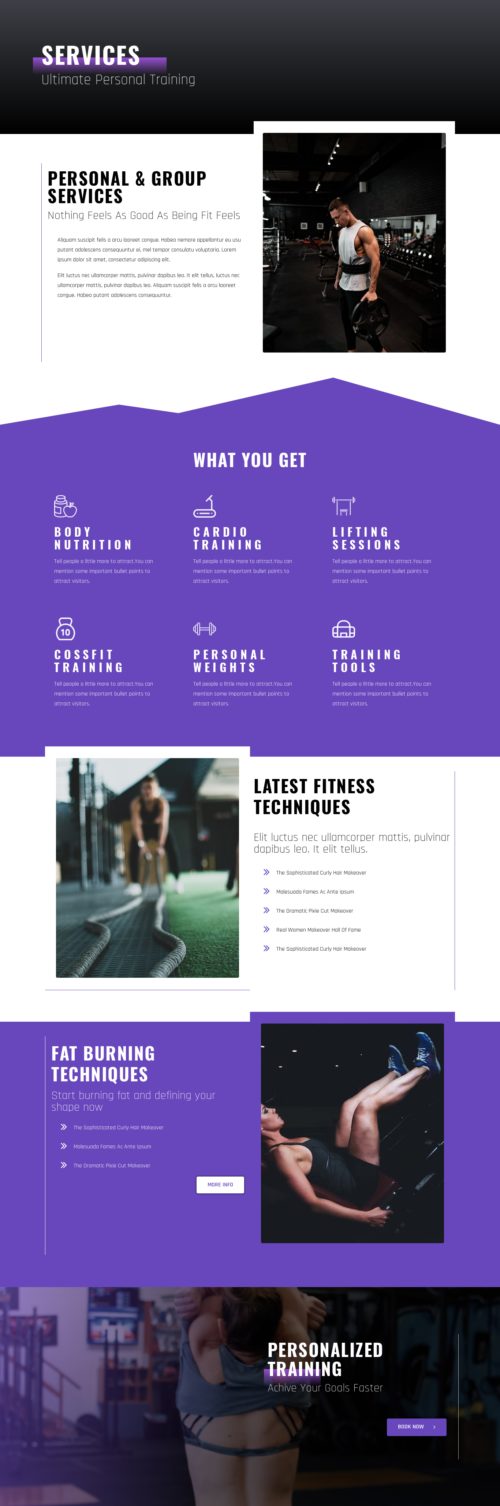 SERVICES
Ultimate Personal Training
PERSONAL & GROUP
SERVICES
Nothing Feels As Good As Being Fit Feels
Aliquam suscipit felis a arcu laoreet congue. Habeo nemore appellantur eu usu
putant adolescens consequuntur ei, mel tempor consulatu voluptaria. Lorem
ipsum dolor sit amet, consectetur adipiscing elit.
Elit luctus nec ullamcorper mattis, pulvinar dapibus leo. It elit tellus, luctus nec
ullamcorper mattis, pulvinar dapibus leo. Aliquam suscipit felis a arcu laoreet
congue. Habeo putant adolescens consequuntur.
WHAT YOU GET
BODY
NUTRITION
Tell people a little more to attract.You can
mention some important bullet points to
attract visitors.
CARDIO
TRAINING
Tell people a little more to attract.You can
mention some important bullet points to
attract visitors.
LIFTING
SESSIONS
Tell people a little more to attract.You can
mention some important bullet points to
attract visitors.
10
COSSFIT
TRAINING
Tell people a little more to attract.You can
mention some important bullet points to
attract visitors.
PERSONAL
WEIGHTS
Tell people a little more to attract.You can
mention some important bullet points to
attract visitors.
TRAINING
TOOLS
Tell people a little more to attract.You can
mention some important bullet points to
attract visitors.
LATEST FITNESS
TECHNIQUES
Elit luctus nec ullamcorper mattis, pulvinar
dapibus leo. It elit tellus.
The Sophisticated Curly Hair Makeover
Malesuada Fames Ac Ante Ipsum
The Dramatic Pixie Cut Makeover
Real Women Makeover Hall Of Fame
The Sophisticated Curly Hair Makeover
FAT BURNING
TECHNIQUES
Start burning fat and defining your
shape now
The Sophisticated Curly Hair Makeover
Malesuada Fames Ac Ante Ipsum
The Dramatic Pixie Cut Makeover
MORE INFO
PERSONALIZED
TRAINING
Achive Your Goals Faster
BOOK NOW